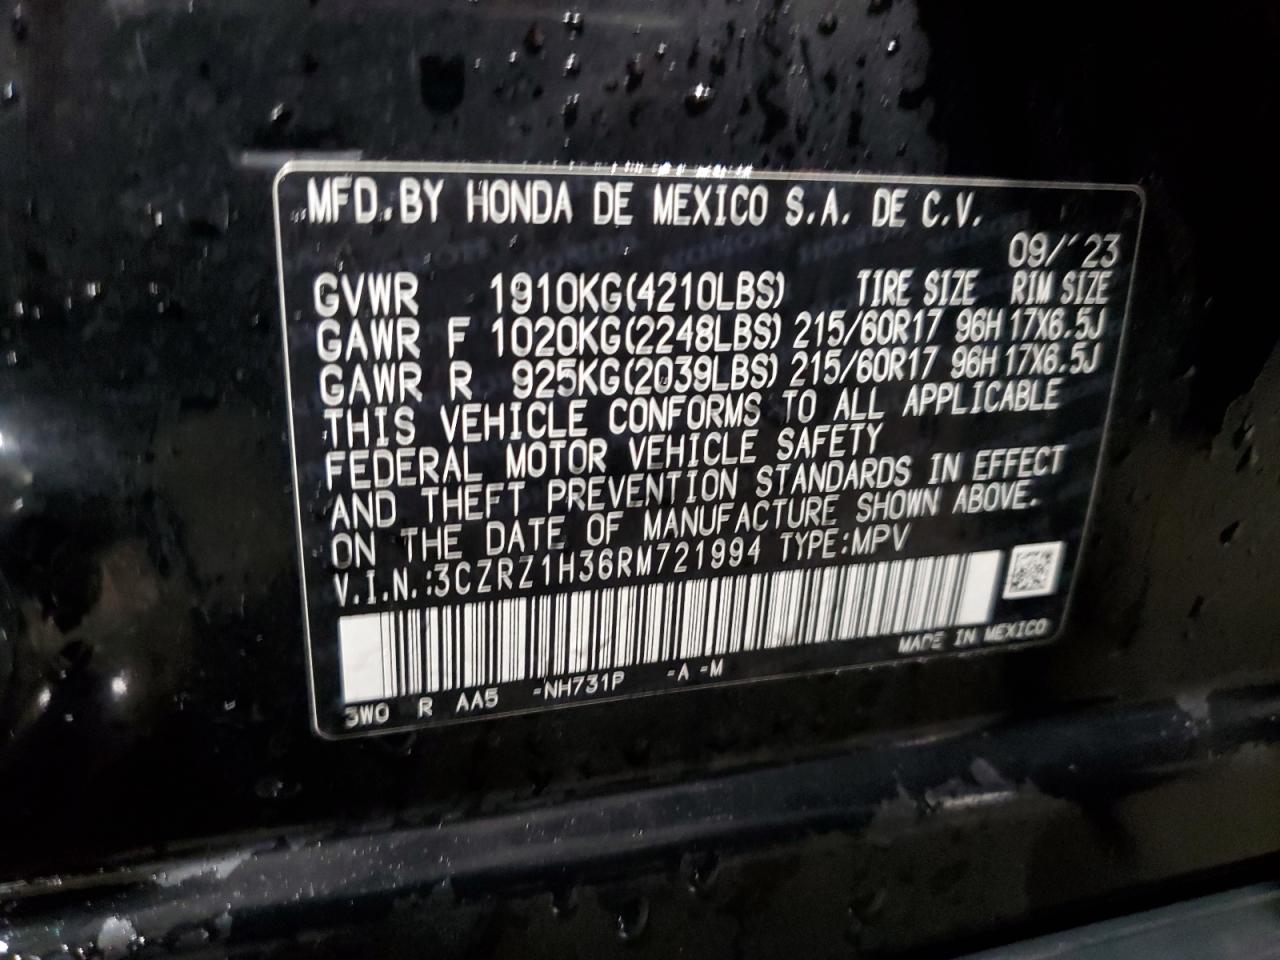 MFD. BY HONDA DE MEXICO S.A. DE C.V.
09/'23
GVWR 1910KG(4210LBS) TIRE SIZE RIM SIZE
GAWR F 1020KG(2248LBS) 215/60R17 96H 17X6.5J
GAWR R 925KG(2039LBS) 215/60R17 96H 17X6.5J
THIS VEHICLE CONFORMS TO ALL APPLICABLE
FEDERAL MOTOR VEHICLE SAFETY
AND THEFT PREVENTION STANDARDS IN EFFECT
ON THE DATE OF MANUFACTURE SHOWN ABOVE.
V.I.N.:3CZRZ1H36RM721994 TYPE:MPV
MADE IN MEXICO
3W0 R AA5 -NH731P -A -M